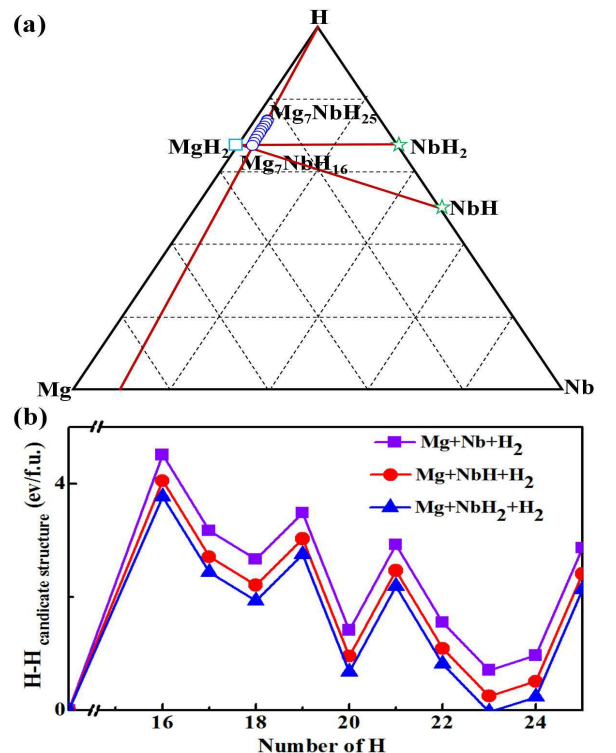 (a)
H
Mg₇NbH₂₅
MgH₂
NbH₂
Mg₇NbH₁₆
NbH
Mg
Nb
(b)
4
Mg+Nb+H₂
Mg+NbH+H₂
Mg+NbH₂+H₂
H-H candicate structure (ev/f.u.)
0
16 18 20 22 24
Number of H